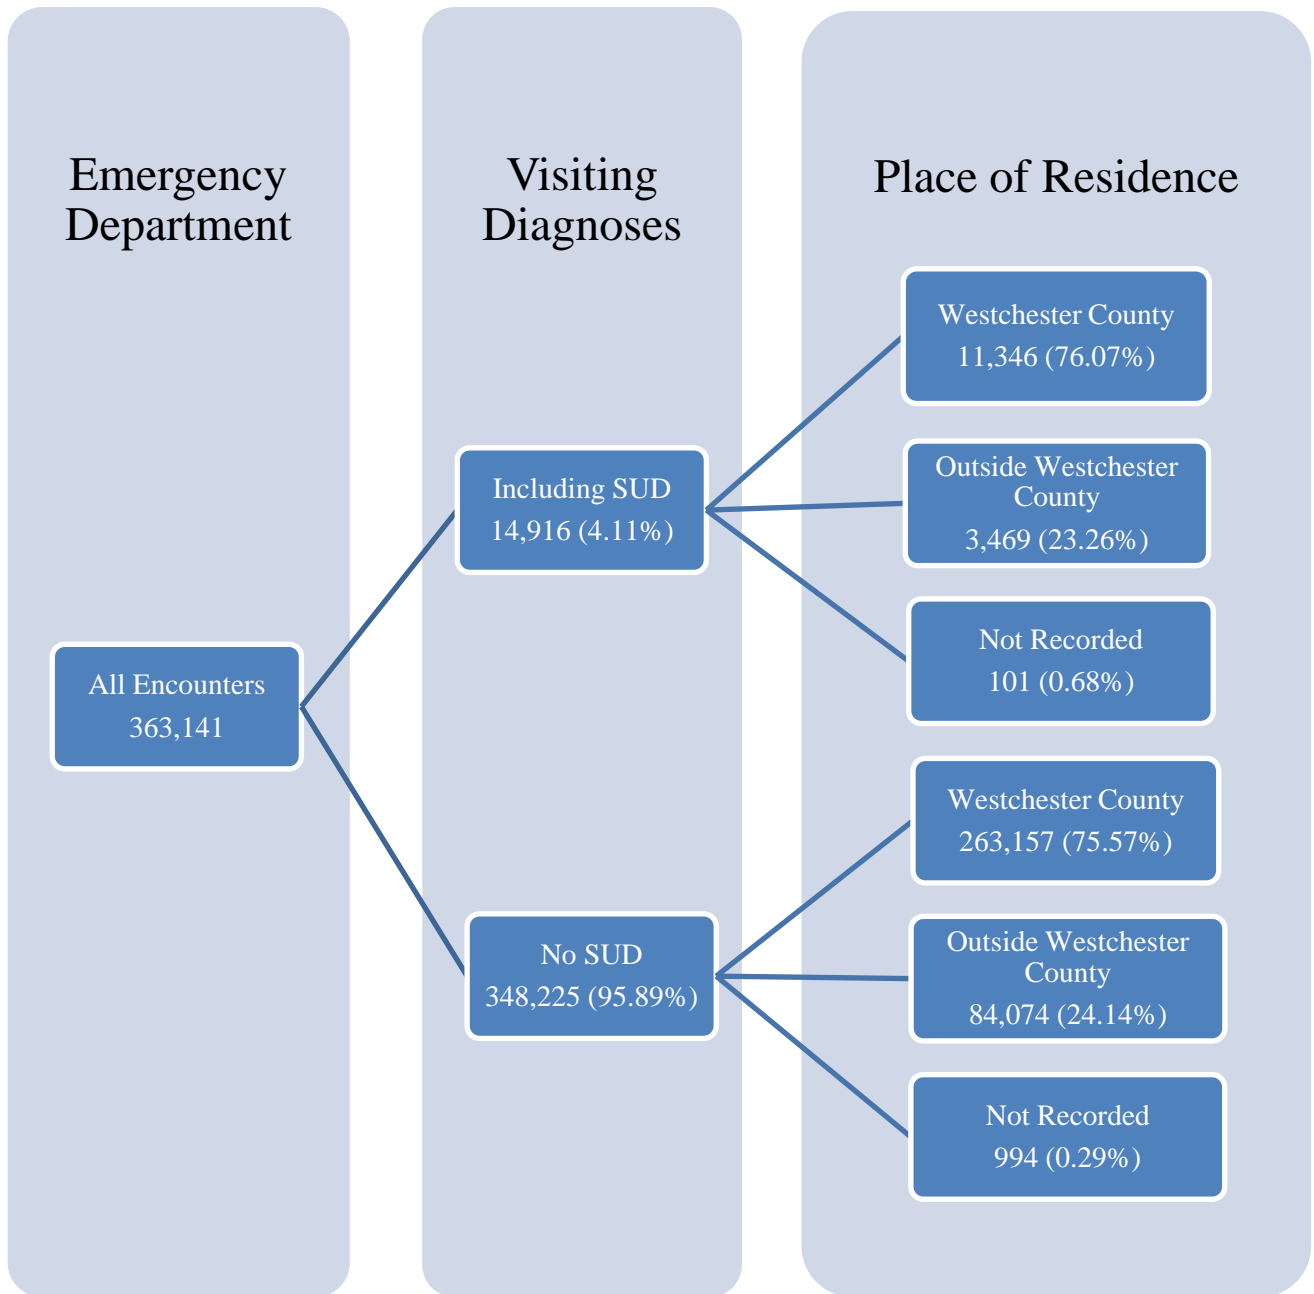 Emergency
Department
Visiting
Diagnoses
Place of Residence
All Encounters
363,141
Including SUD
14,916 (4.11%)
No SUD
348,225 (95.89%)
Westchester County
11,346 (76.07%)
Outside Westchester
County
3,469 (23.26%)
Not Recorded
101 (0.68%)
Westchester County
263,157 (75.57%)
Outside Westchester
County
84,074 (24.14%)
Not Recorded
994 (0.29%)